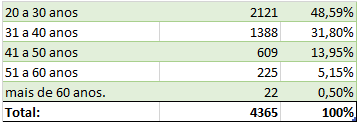 20 a 30 anos 2121 48,59%
31 a 40 anos 1388 31,80%
41 a 50 anos 609 13,95%
51 a 60 anos 225 5,15%
mais de 60 anos. 22 0,50%
Total: 4365 100%